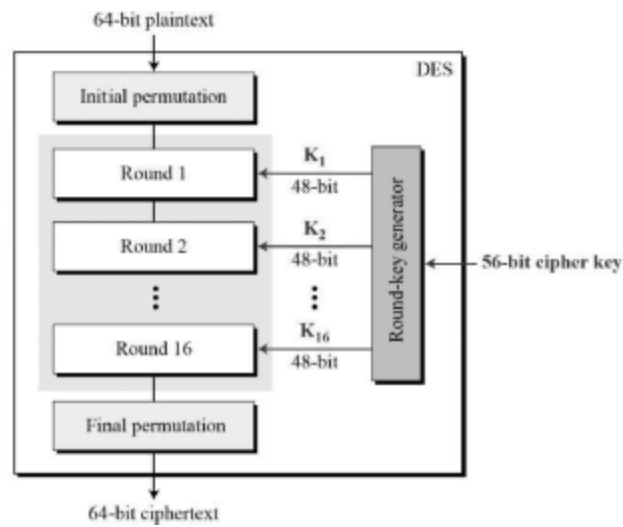 64-bit plaintext
DES
Initial permutation
Round 1
K1
48-bit
Round 2
K2
48-bit
Round 16
K16
48-bit
Round-key generator
56-bit cipher key
Final permutation
64-bit ciphertext